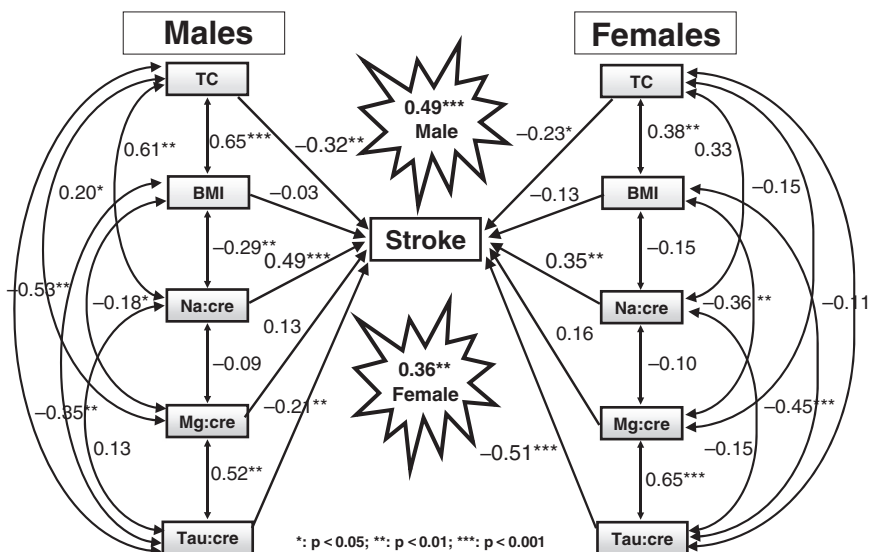 Males
Females
TC
TC
0.49***
Male
0.61**
0.65***
−0.32**
−0.23*
0.38**
0.33
0.20*
BMI
−0.03
−0.13
BMI
−0.15
Stroke
−0.29**
0.49***
0.35**
−0.15
−0.53**
−0.18*
Na:cre
Na:cre
−0.36**
−0.11
0.13
0.16
−0.09
0.36**
Female
−0.10
−0.35**
Mg:cre
−0.21**
Mg:cre
−0.45***
0.13
0.52**
−0.51***
0.65***
−0.15
Tau:cre
*: p < 0.05; **: p < 0.01; ***: p < 0.001
Tau:cre